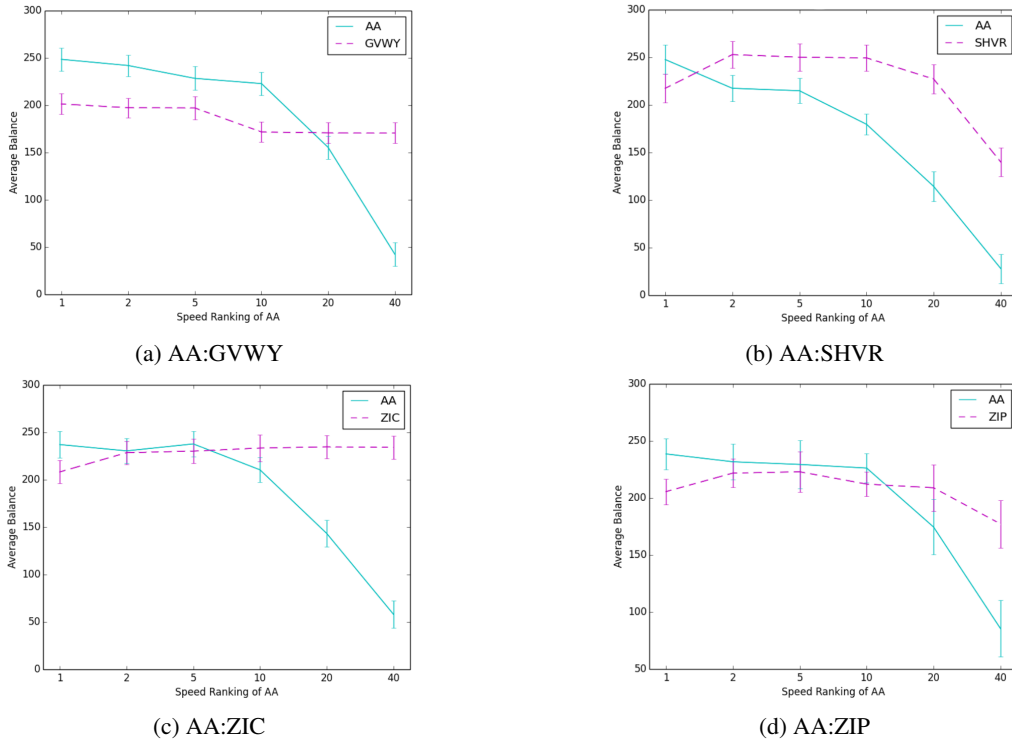 300
250
200
150
100
50
0
Average Balance
AA
GVWY
1 2 5 10 20 40
Speed Ranking of AA
(a) AA:GVWY
300
250
200
150
100
50
0
Average Balance
AA
SHVR
1 2 5 10 20 40
Speed Ranking of AA
(b) AA:SHVR
300
250
200
150
100
50
0
Average Balance
AA
ZIC
1 2 5 10 20 40
Speed Ranking of AA
(c) AA:ZIC
300
250
200
150
100
50
Average Balance
AA
ZIP
1 2 5 10 20 40
Speed Ranking of AA
(d) AA:ZIP